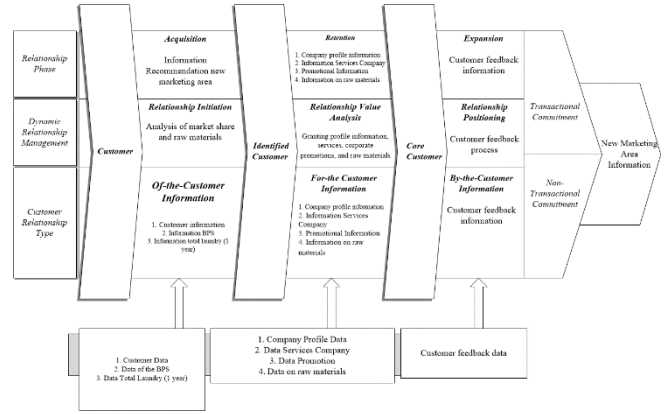 Relationship
Phase
Dynamic
Relationship
Management
Customer
Relationship
Type
Customer
Acquisition
Information
Recommendation new
marketing area
Relationship Initiation
Analysis of market share
and raw materials
Of-the-Customer
Information
1. Customer information
2. Information BPS
3. Information total laundry (1
year)
Identified
Customer
Retention
1. Company profile information
2. Information Services Company
3. Promotional Information
4. Information on raw materials
Relationship Value
Analysis
Granting profile information,
services, corporate
promotions, and raw materials
For-the Customer
Information
1. Company profile information
2. Information Services
Company
3. Promotional Information
4. Information on raw
materials
Core
Customer
Expansion
Customer feedback
information
Relationship
Positioning
Customer feedback
process
By-the-Customer
Information
Customer feedback
information
Transactional
Commitment
Non-
Transactional
Commitment
New Marketing
Area
Information
1. Customer Data
2. Data of the BPS
3. Data Total Laundry (1 year)
1. Company Profile Data
2. Data Services Company
3. Data Promotion
4. Data on raw materials
Customer feedback data